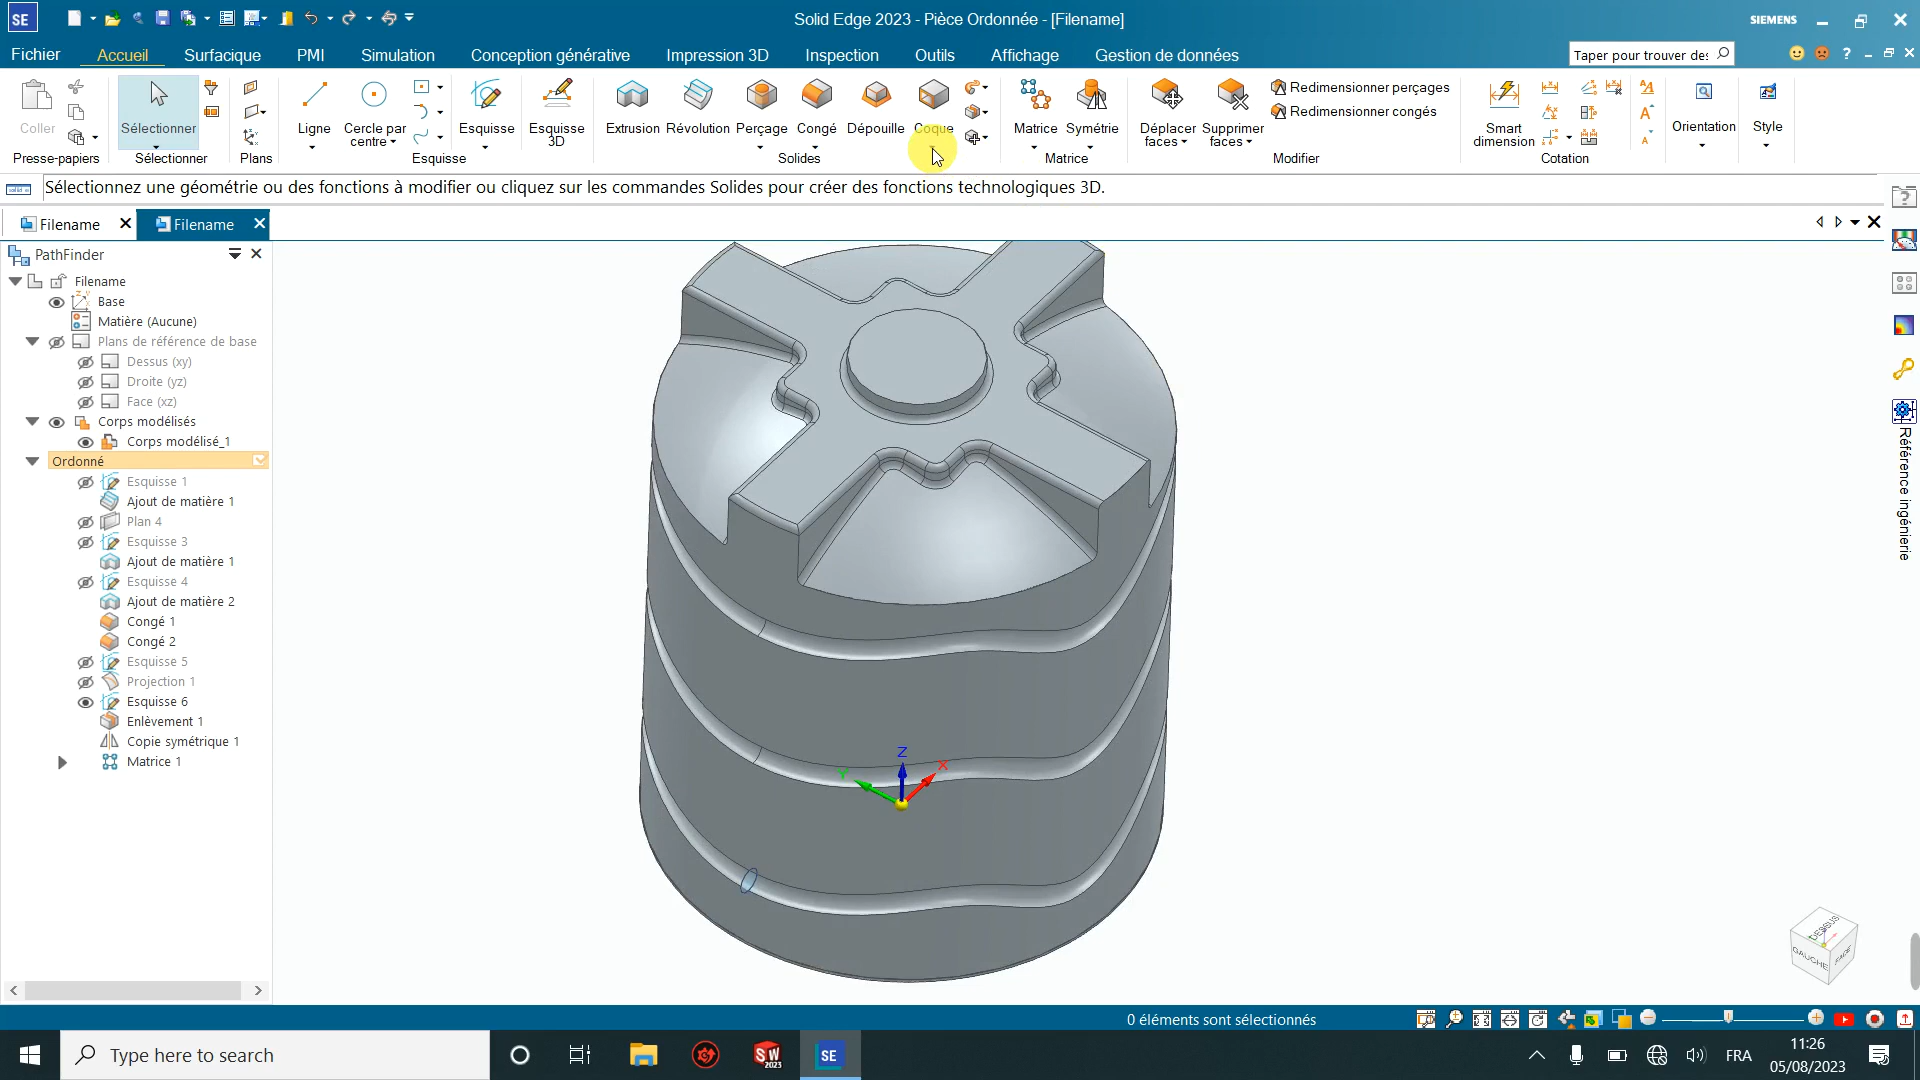 SE
Solid Edge 2023 - Pièce Ordonnée - [Filename]
SIEMENS
Fichier
Accueil
Surfacique
PMI
Simulation
Conception générative
Impression 3D
Inspection
Outils
Affichage
Gestion de données
Taper pour trouver des
Coller
Presse-papiers
Sélectionner
Sélectionner
Plans
Ligne
Cercle par
centre
Esquisse
Esquisse
3D
Esquisse
Extrusion
Révolution
Perçage
Congé
Dépouille
Coque
Solides
Matrice
Symétrie
Matrice
Déplacer
faces
Supprimer
faces
Redimensionner perçages
Redimensionner congés
Modifier
Smart
dimension
Cotation
Orientation
Style
Sélectionnez une géométrie ou des fonctions à modifier ou cliquez sur les commandes Solides pour créer des fonctions technologiques 3D.
Filename
Filename
PathFinder
Filename
Base
Matière (Aucune)
Plans de référence de base
Dessus (xy)
Droite (yz)
Face (xz)
Corps modélisés
Corps modélisé_1
Ordonné
Esquisse 1
Ajout de matière 1
Plan 4
Esquisse 3
Ajout de matière 1
Esquisse 4
Ajout de matière 2
Congé 1
Congé 2
Esquisse 5
Projection 1
Esquisse 6
Enlèvement 1
Copie symétrique 1
Matrice 1
Z
X
Y
DESSUS
GAUCHE
FACE
Référence ingénierie
0 éléments sont sélectionnés
Type here to search
SW
2023
SE
FRA
11:26
05/08/2023